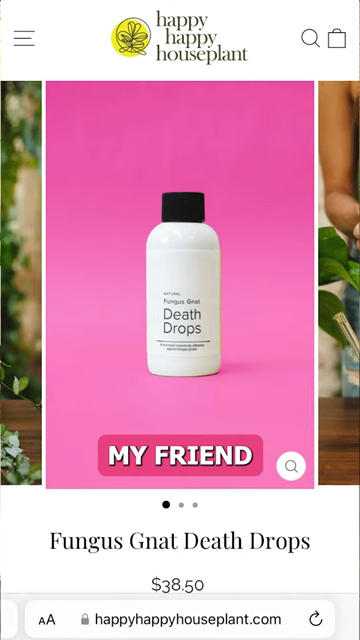 happy
happy
houseplant
NATURAL
Fungus Gnat
Death
Drops
MY FRIEND
Fungus Gnat Death Drops
$38.50
AA
happyhappyhouseplant.com